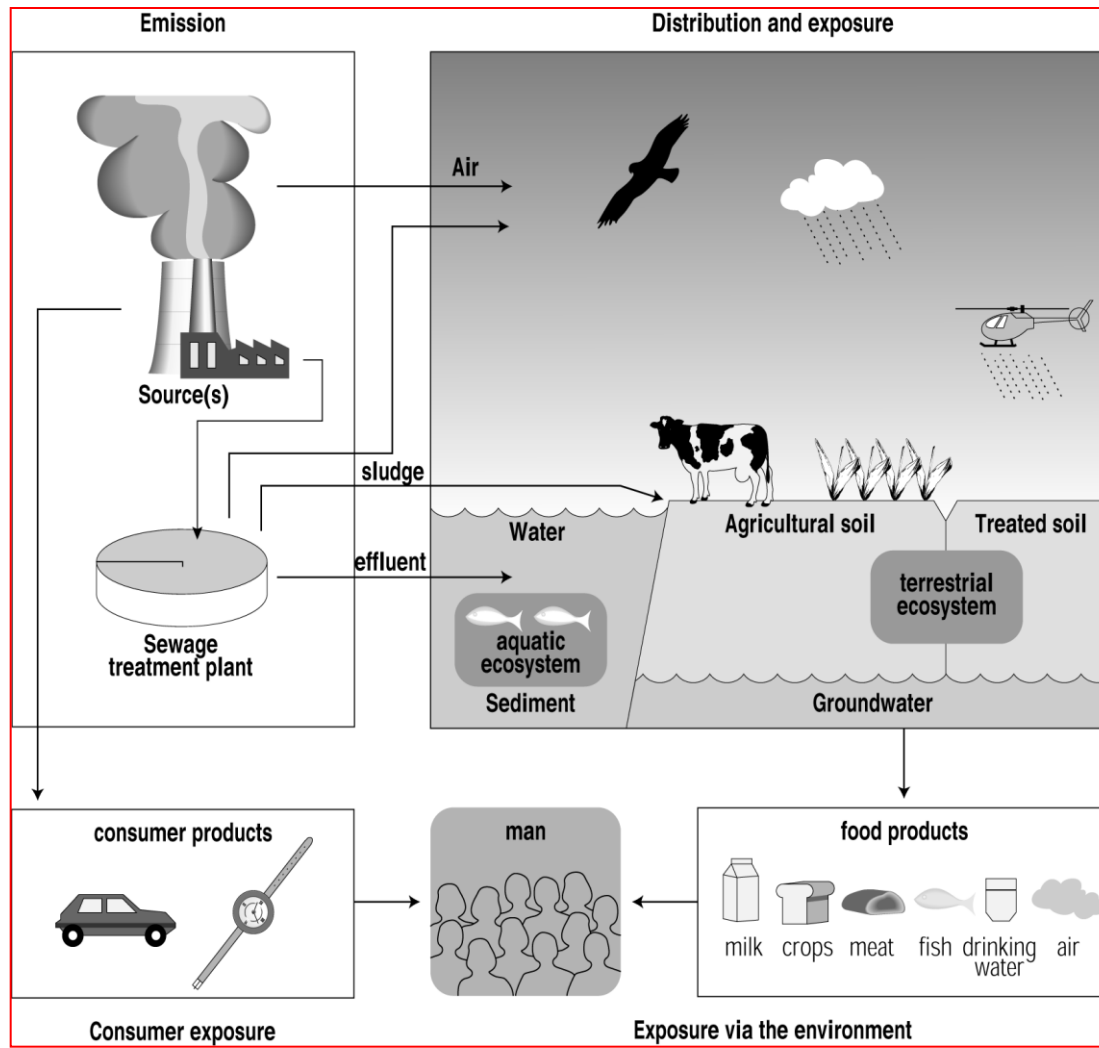 Emission
Distribution and exposure
Air
Source(s)
sludge
Water
Agricultural soil
Treated soil
effluent
terrestrial
ecosystem
aquatic
ecosystem
Sewage
treatment plant
Sediment
Groundwater
consumer products
man
food products
milk
crops
meat
fish
drinking
water
air
Consumer exposure
Exposure via the environment